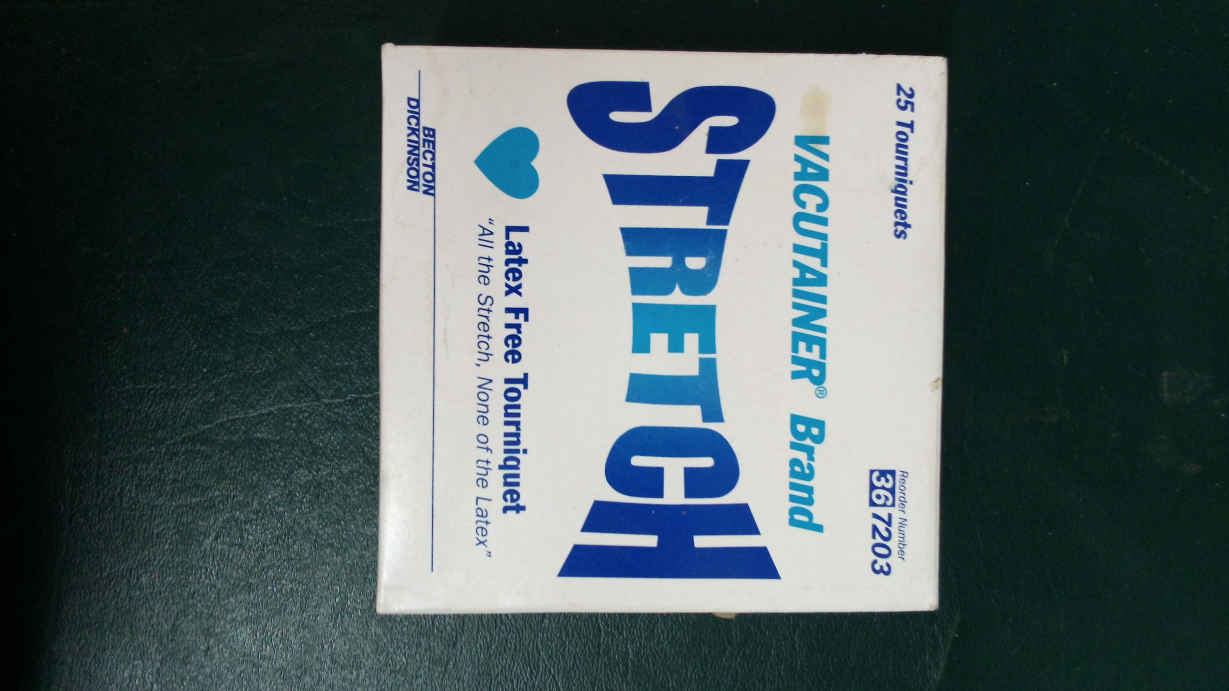 25 Tourniquets
Reorder Number
367203
VACUTAINER® Brand
STRETCH
Latex Free Tourniquet
"All the Stretch, None of the Latex"
BECTON
DICKINSON